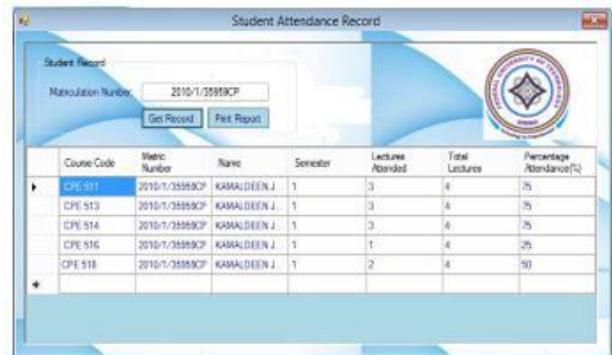 Student Attendance Record
Student Record
Matriculation Number 2010/1/35959CP
Get Record Print Report
Course Code Matric Number Name Semester Lectures Attended Total Lectures Percentage Attendance(%)
CPE 511 2010/1/35959CP KAMALDEEN J... 1 3 4 75
CPE 513 2010/1/35959CP KAMALDEEN J... 1 3 4 75
CPE 514 2010/1/35959CP KAMALDEEN J... 1 3 4 75
CPE 516 2010/1/35959CP KAMALDEEN J... 1 1 4 25
CPE 518 2010/1/35959CP KAMALDEEN J... 1 2 4 50
FEDERAL UNIVERSITY OF TECHNOLOGY